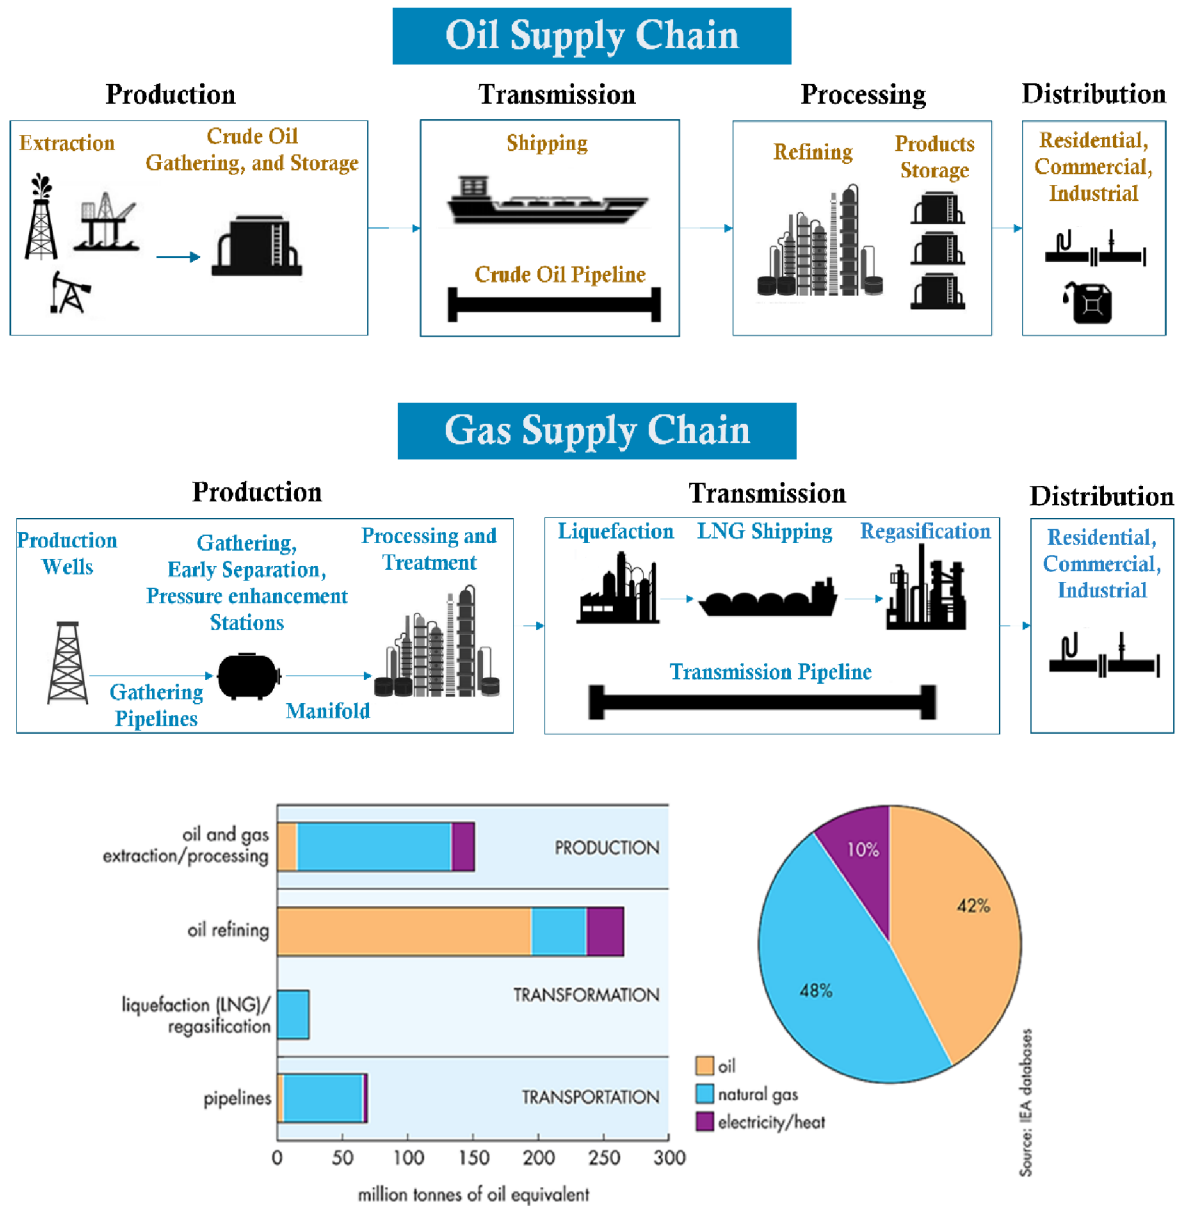 Oil Supply Chain
Production
Transmission
Processing
Distribution
Extraction
Crude Oil
Gathering, and Storage
Shipping
Crude Oil Pipeline
Refining
Products
Storage
Residential,
Commercial,
Industrial
Gas Supply Chain
Production
Transmission
Distribution
Production
Wells
Gathering,
Early Separation,
Pressure enhancement
Stations
Processing and
Treatment
Gathering
Pipelines
Manifold
Liquefaction
LNG Shipping
Regasification
Transmission Pipeline
Residential,
Commercial,
Industrial
oil and gas
extraction/processing
PRODUCTION
oil refining
liquefaction (LNG)/
regasification
TRANSFORMATION
pipelines
TRANSPORTATION
0 50 100 150 200 250 300
million tonnes of oil equivalent
10%
42%
48%
oil
natural gas
electricity/heat
Source: IEA databases